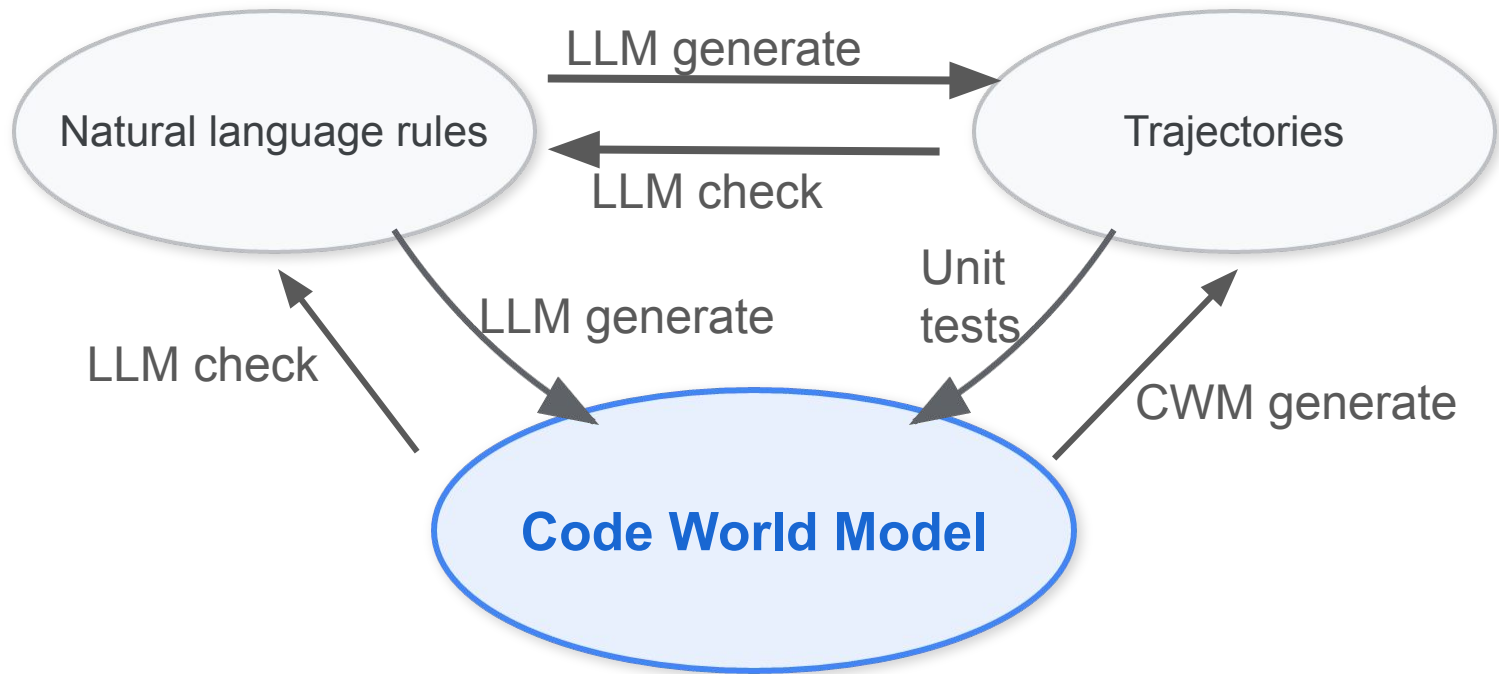 LLM generate
Natural language rules
Trajectories
LLM check
Unit
tests
LLM generate
LLM check
CWM generate
Code World Model